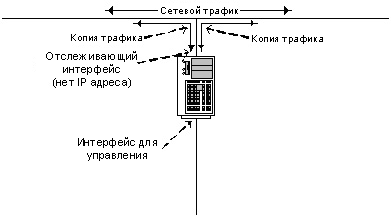 Сетевой трафик
Копия трафика
Копия трафика
Отслеживающий
интерфейс
(нет IP адреса)
Интерфейс для
управления